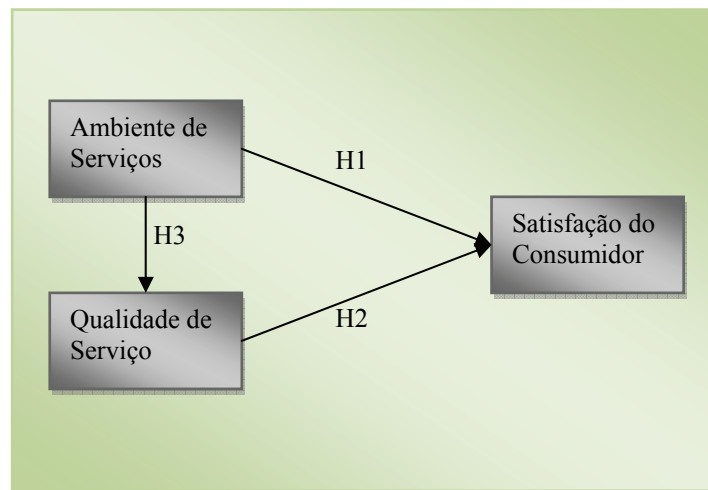 Ambiente de
Serviços
H1
H3
Satisfação do
Consumidor
Qualidade de
Serviço
H2